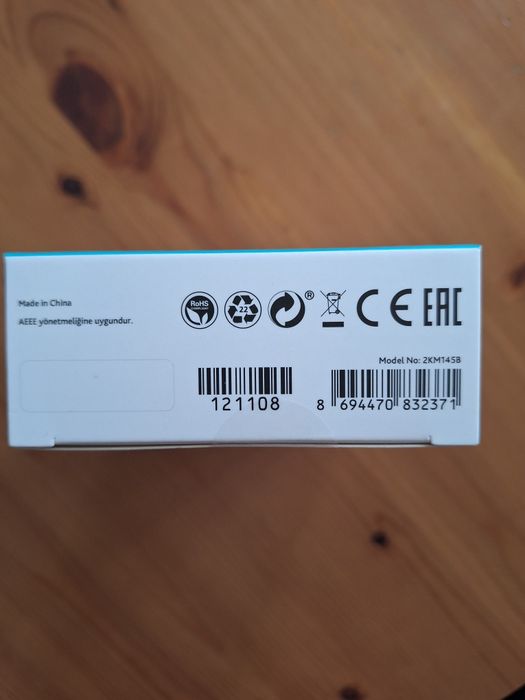 Made in China
AEEE yönetmeliğine uygundur.
RoHS
22
®
CE EAC
Model No: 2KM145B
121108
8 694470 832371